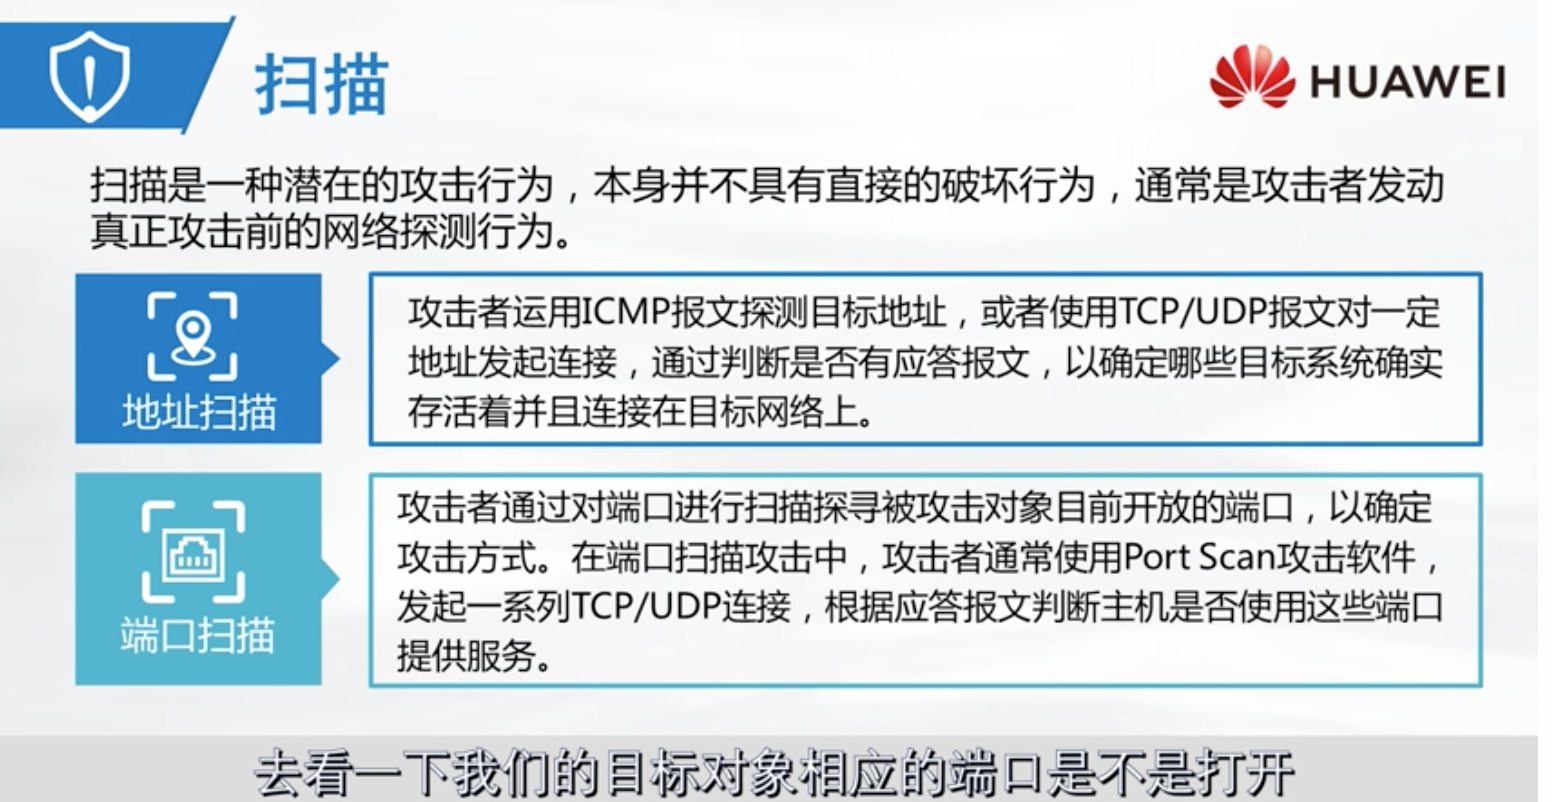 扫描
HUAWEI
扫描是一种潜在的攻击行为，本身并不具有直接的破坏行为，通常是攻击者发动
真正攻击前的网络探测行为。
地址扫描
攻击者运用ICMP报文探测目标地址，或者使用TCP/UDP报文对一定
地址发起连接，通过判断是否有应答报文，以确定哪些目标系统确实
存活着并且连接在目标网络上。
端口扫描
攻击者通过对端口进行扫描探寻被攻击对象目前开放的端口，以确定
攻击方式。在端口扫描攻击中，攻击者通常使用Port Scan攻击软件，
发起一系列TCP/UDP连接，根据应答报文判断主机是否使用这些端口
提供服务。
去看一下我们的目标对象相应的端口是不是打开